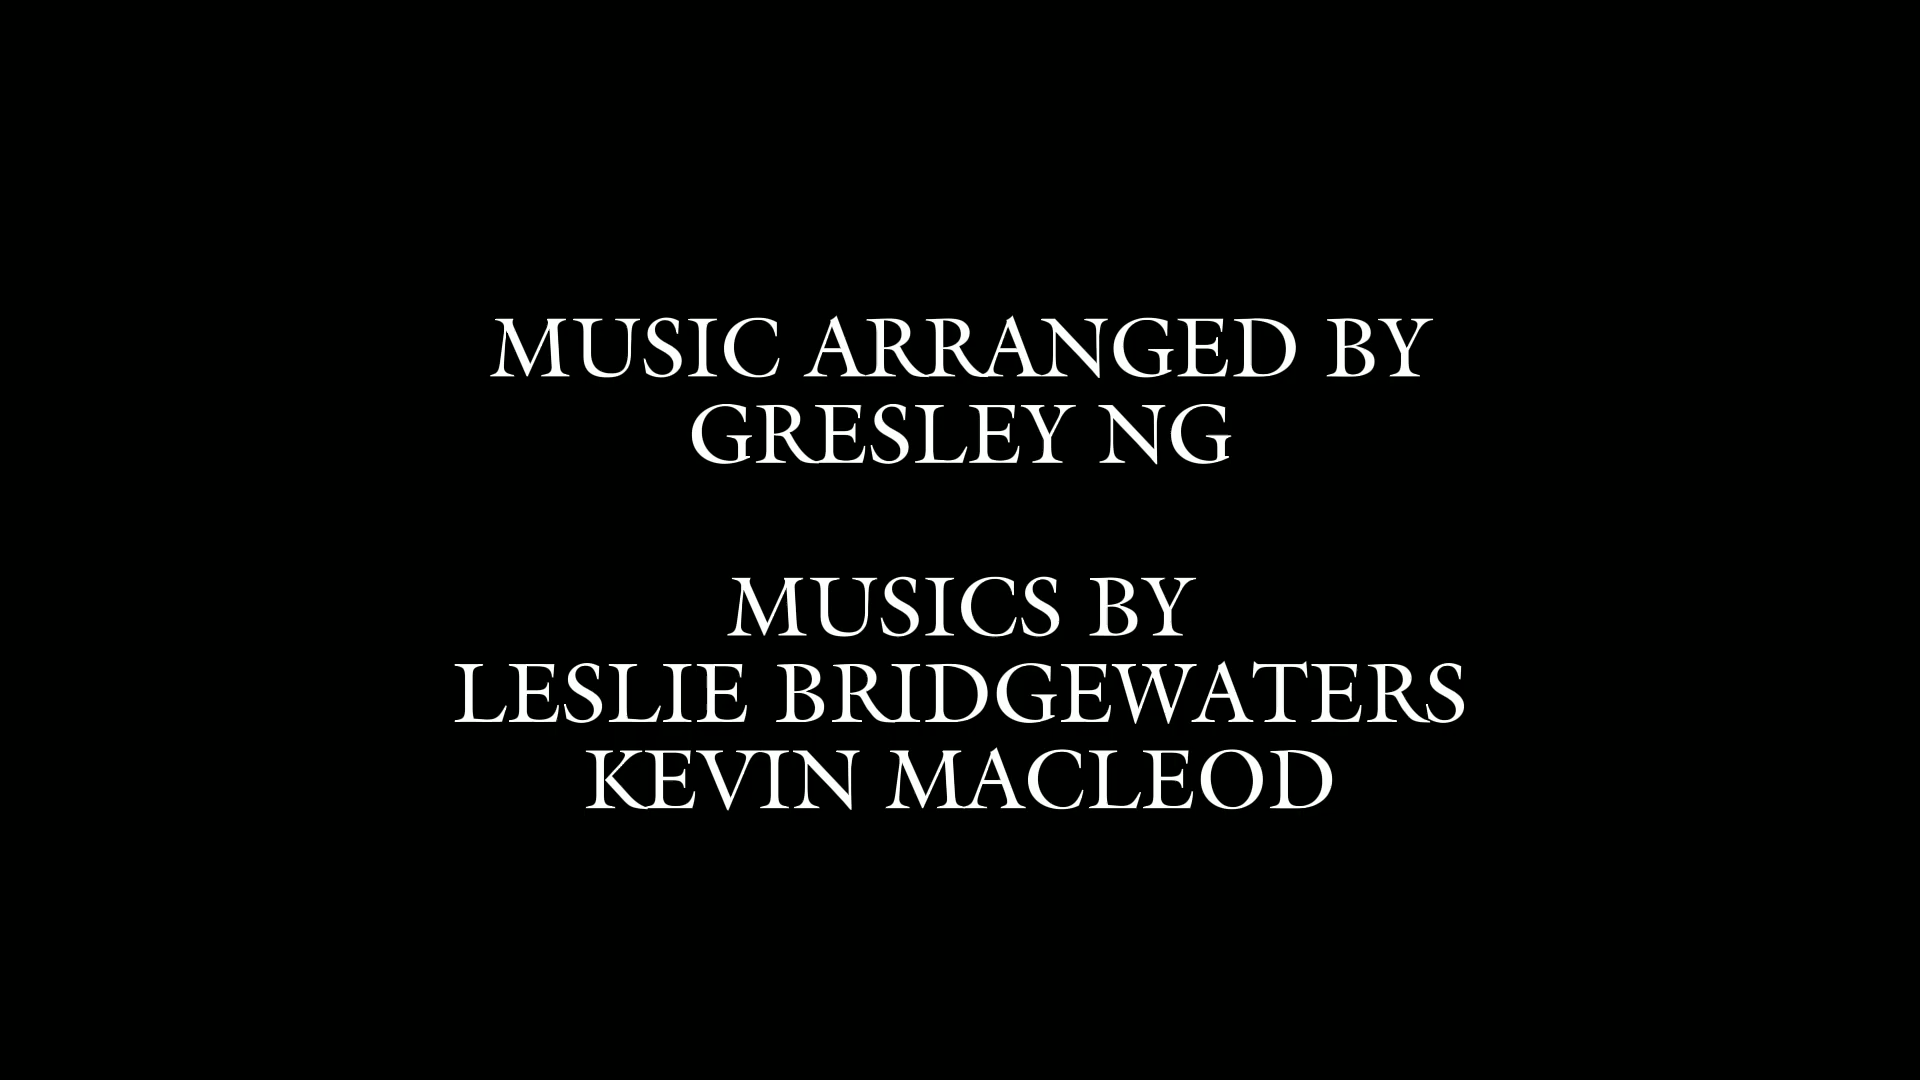 MUSIC ARRANGED BY
GRESLEY NG
MUSICS BY
LESLIE BRIDGEWATERS
KEVIN MACLEOD